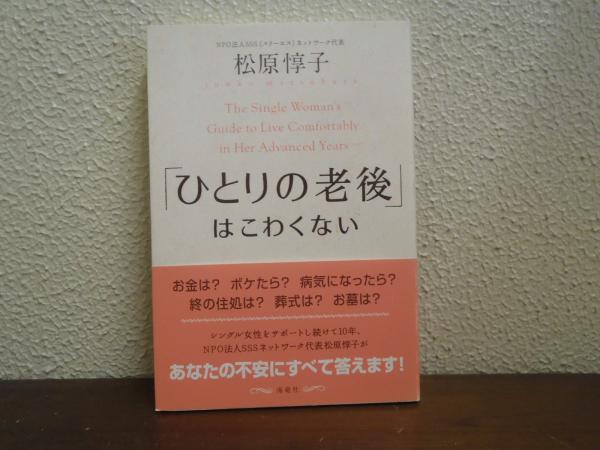 NPO法人SSS(スリーエス)ネットワーク代表
松原惇子
junko matsubara
The Single Woman's
Guide to Live Comfortably
in Her Advanced Years
「ひとりの老後」
はこわくない
お金は? ボケたら? 病気になったら?
終の住処は? 葬式は? お墓は?
シングル女性をサポートし続けて10年、
NPO法人SSSネットワーク代表松原惇子が
あなたの不安にすべて答えます!
海竜社